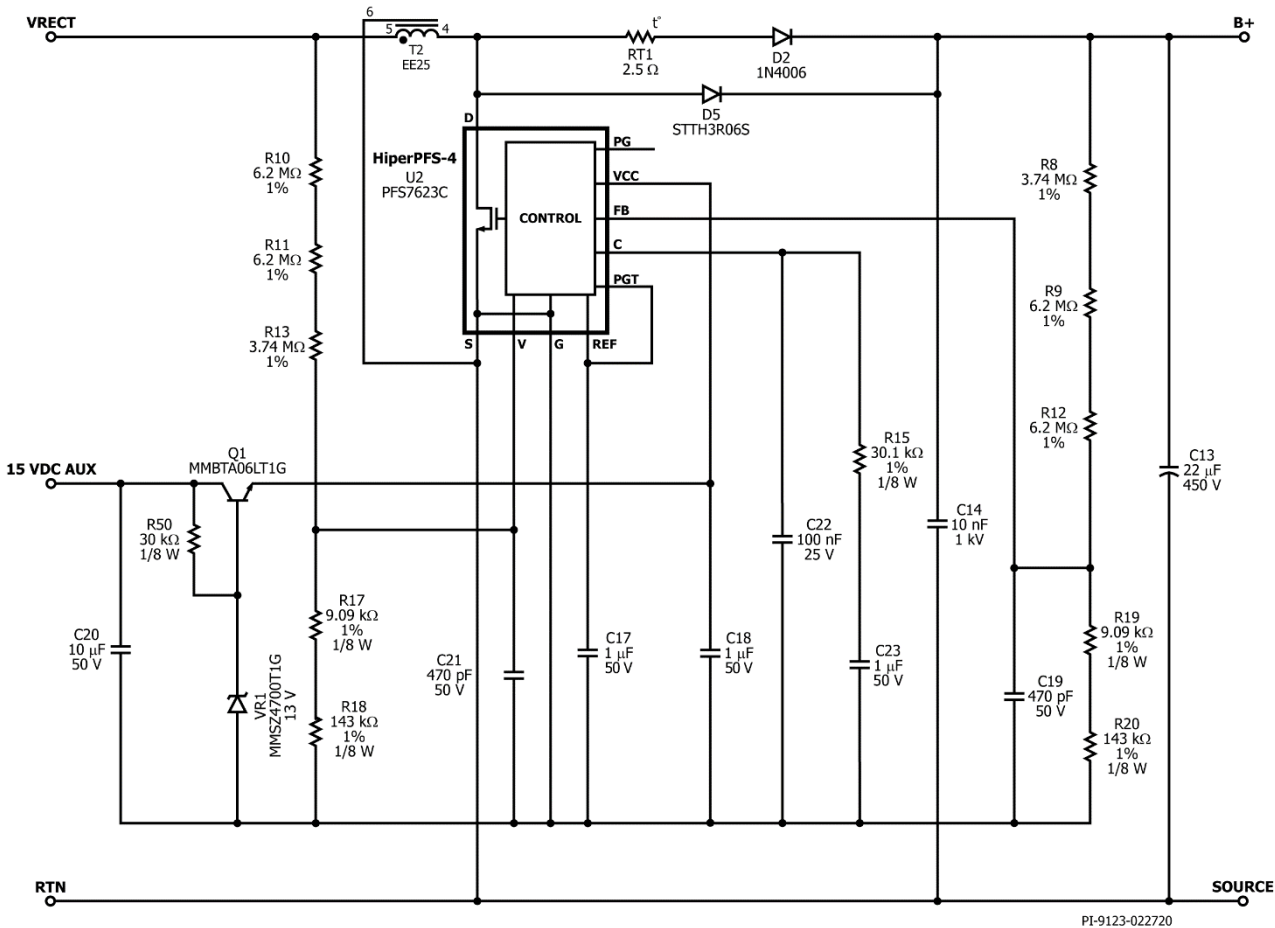 VRECT
6
5
4
T2
EE25
t°
RT1
2.5 Ω
D2
1N4006
B+
D5
STTH3R06S
D
HiperPFS-4
U2
PFS7623C
CONTROL
PG
VCC
FB
C
PGT
S
V
G
REF
R10
6.2 MΩ
1%
R11
6.2 MΩ
1%
R13
3.74 MΩ
1%
R8
3.74 MΩ
1%
R9
6.2 MΩ
1%
R12
6.2 MΩ
1%
15 VDC AUX
Q1
MMBTA06LT1G
R50
30 kΩ
1/8 W
R15
30.1 kΩ
1%
1/8 W
C13
22 µF
450 V
C22
100 nF
25 V
C14
10 nF
1 kV
C20
10 µF
50 V
VR1
MMSZ4700T1G
13 V
R17
9.09 kΩ
1%
1/8 W
R18
143 kΩ
1%
1/8 W
C21
470 pF
50 V
C17
1 µF
50 V
C18
1 µF
50 V
C23
1 µF
50 V
C19
470 pF
50 V
R19
9.09 kΩ
1%
1/8 W
R20
143 kΩ
1%
1/8 W
RTN
SOURCE
PI-9123-022720